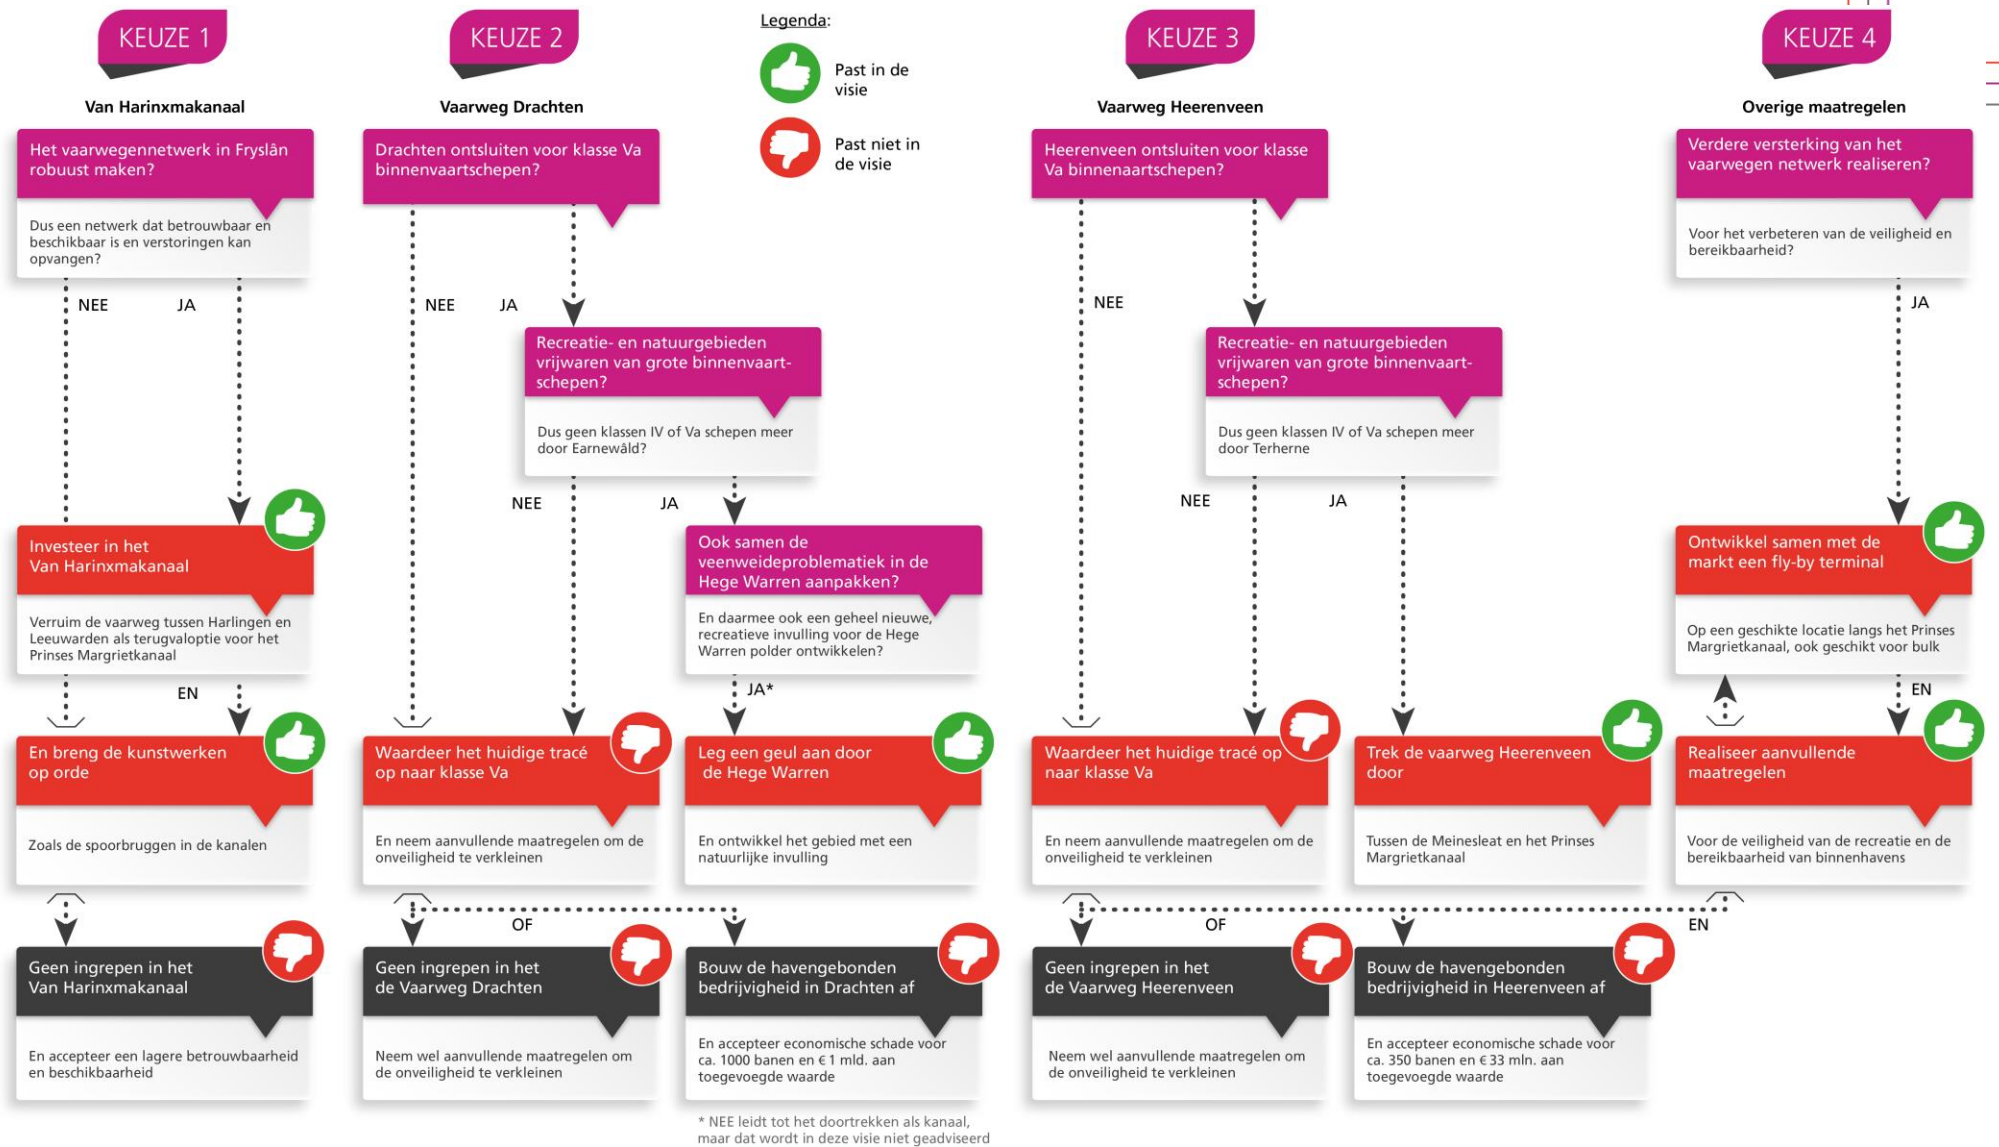 KEUZE 1
Van Harinxmakanaal
Het vaarwegennetwerk in Fryslân
robuust maken?
Dus een netwerk dat betrouwbaar en
beschikbaar is en verstoringen kan
opvangen?
NEE
JA
Investeer in het
Van Harinxmakanaal
Verruim de vaarweg tussen Harlingen en
Leeuwarden als terugvaloptie voor het
Prinses Margrietkanaal
EN
En breng de kunstwerken
op orde
Zoals de spoorbruggen in de kanalen
Geen ingrepen in het
Van Harinxmakanaal
En accepteer een lagere betrouwbaarheid
en beschikbaarheid
KEUZE 2
Vaarweg Drachten
Drachten ontsluiten voor klasse Va
binnenvaartschepen?
NEE
JA
Recreatie- en natuurgebieden
vrijwaren van grote binnenvaart-
schepen?
Dus geen klassen IV of Va schepen meer
door Earnewâld?
NEE
JA
Ook samen de
veenweideproblematiek in de
Hege Warren aanpakken?
En daarmee ook een geheel nieuwe,
recreatieve invulling voor de Hege
Warren polder ontwikkelen?
JA*
Waardeer het huidige tracé
op naar klasse Va
En neem aanvullende maatregelen om de
onveiligheid te verkleinen
Leg een geul aan door
de Hege Warren
En ontwikkel het gebied met een
natuurlijke invulling
OF
Geen ingrepen in het
de Vaarweg Drachten
Neem wel aanvullende maatregelen om
de onveiligheid te verkleinen
Bouw de havengebonden
bedrijvigheid in Drachten af
En accepteer economische schade voor
ca. 1000 banen en € 1 mld. aan
toegevoegde waarde
* NEE leidt tot het doortrekken als kanaal,
maar dat wordt in deze visie niet geadviseerd
Legenda:
Past in de
visie
Past niet in
de visie
KEUZE 3
Vaarweg Heerenveen
Heerenveen ontsluiten voor klasse
Va binnenaartschepen?
NEE
Recreatie- en natuurgebieden
vrijwaren van grote binnenvaart-
schepen?
Dus geen klassen IV of Va schepen meer
door Terherne
NEE
JA
Waardeer het huidige tracé op
naar klasse Va
En neem aanvullende maatregelen om de
onveiligheid te verkleinen
Trek de vaarweg Heerenveen
door
Tussen de Meinesleat en het Prinses
Margrietkanaal
OF
Geen ingrepen in het
de Vaarweg Heerenveen
Neem wel aanvullende maatregelen om
de onveiligheid te verkleinen
Bouw de havengebonden
bedrijvigheid in Heerenveen af
En accepteer economische schade voor
ca. 350 banen en € 33 mln. aan
toegevoegde waarde
KEUZE 4
Overige maatregelen
Verdere versterking van het
vaarwegen netwerk realiseren?
Voor het verbeteren van de veiligheid en
bereikbaarheid?
JA
Ontwikkel samen met de
markt een fly-by terminal
Op een geschikte locatie langs het Prinses
Margrietkanaal, ook geschikt voor bulk
EN
Realiseer aanvullende
maatregelen
Voor de veiligheid van de recreatie en de
bereikbaarheid van binnenhavens
EN